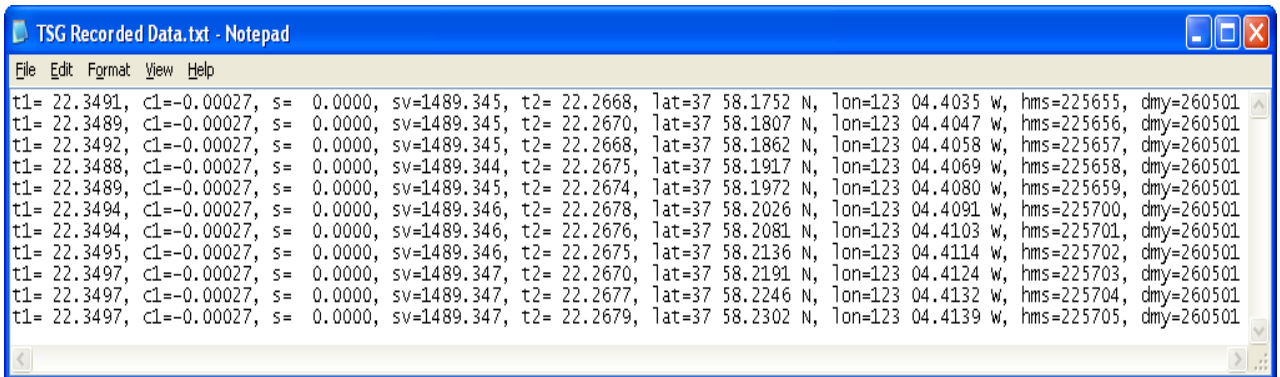 TSG Recorded Data.txt - Notepad
File Edit Format View Help
t1= 22.3491, c1=-0.00027, s=  0.0000, sv=1489.345, t2= 22.2668, lat=37 58.1752 N, lon=123 04.4035 W, hms=225655, dmy=260501
t1= 22.3489, c1=-0.00027, s=  0.0000, sv=1489.345, t2= 22.2670, lat=37 58.1807 N, lon=123 04.4047 W, hms=225656, dmy=260501
t1= 22.3492, c1=-0.00027, s=  0.0000, sv=1489.345, t2= 22.2668, lat=37 58.1862 N, lon=123 04.4058 W, hms=225657, dmy=260501
t1= 22.3488, c1=-0.00027, s=  0.0000, sv=1489.344, t2= 22.2675, lat=37 58.1917 N, lon=123 04.4069 W, hms=225658, dmy=260501
t1= 22.3489, c1=-0.00027, s=  0.0000, sv=1489.345, t2= 22.2674, lat=37 58.1972 N, lon=123 04.4080 W, hms=225659, dmy=260501
t1= 22.3494, c1=-0.00027, s=  0.0000, sv=1489.346, t2= 22.2678, lat=37 58.2026 N, lon=123 04.4091 W, hms=225700, dmy=260501
t1= 22.3494, c1=-0.00027, s=  0.0000, sv=1489.346, t2= 22.2676, lat=37 58.2081 N, lon=123 04.4103 W, hms=225701, dmy=260501
t1= 22.3495, c1=-0.00027, s=  0.0000, sv=1489.346, t2= 22.2675, lat=37 58.2136 N, lon=123 04.4114 W, hms=225702, dmy=260501
t1= 22.3497, c1=-0.00027, s=  0.0000, sv=1489.347, t2= 22.2670, lat=37 58.2191 N, lon=123 04.4124 W, hms=225703, dmy=260501
t1= 22.3497, c1=-0.00027, s=  0.0000, sv=1489.347, t2= 22.2677, lat=37 58.2246 N, lon=123 04.4132 W, hms=225704, dmy=260501
t1= 22.3497, c1=-0.00027, s=  0.0000, sv=1489.347, t2= 22.2679, lat=37 58.2302 N, lon=123 04.4139 W, hms=225705, dmy=260501